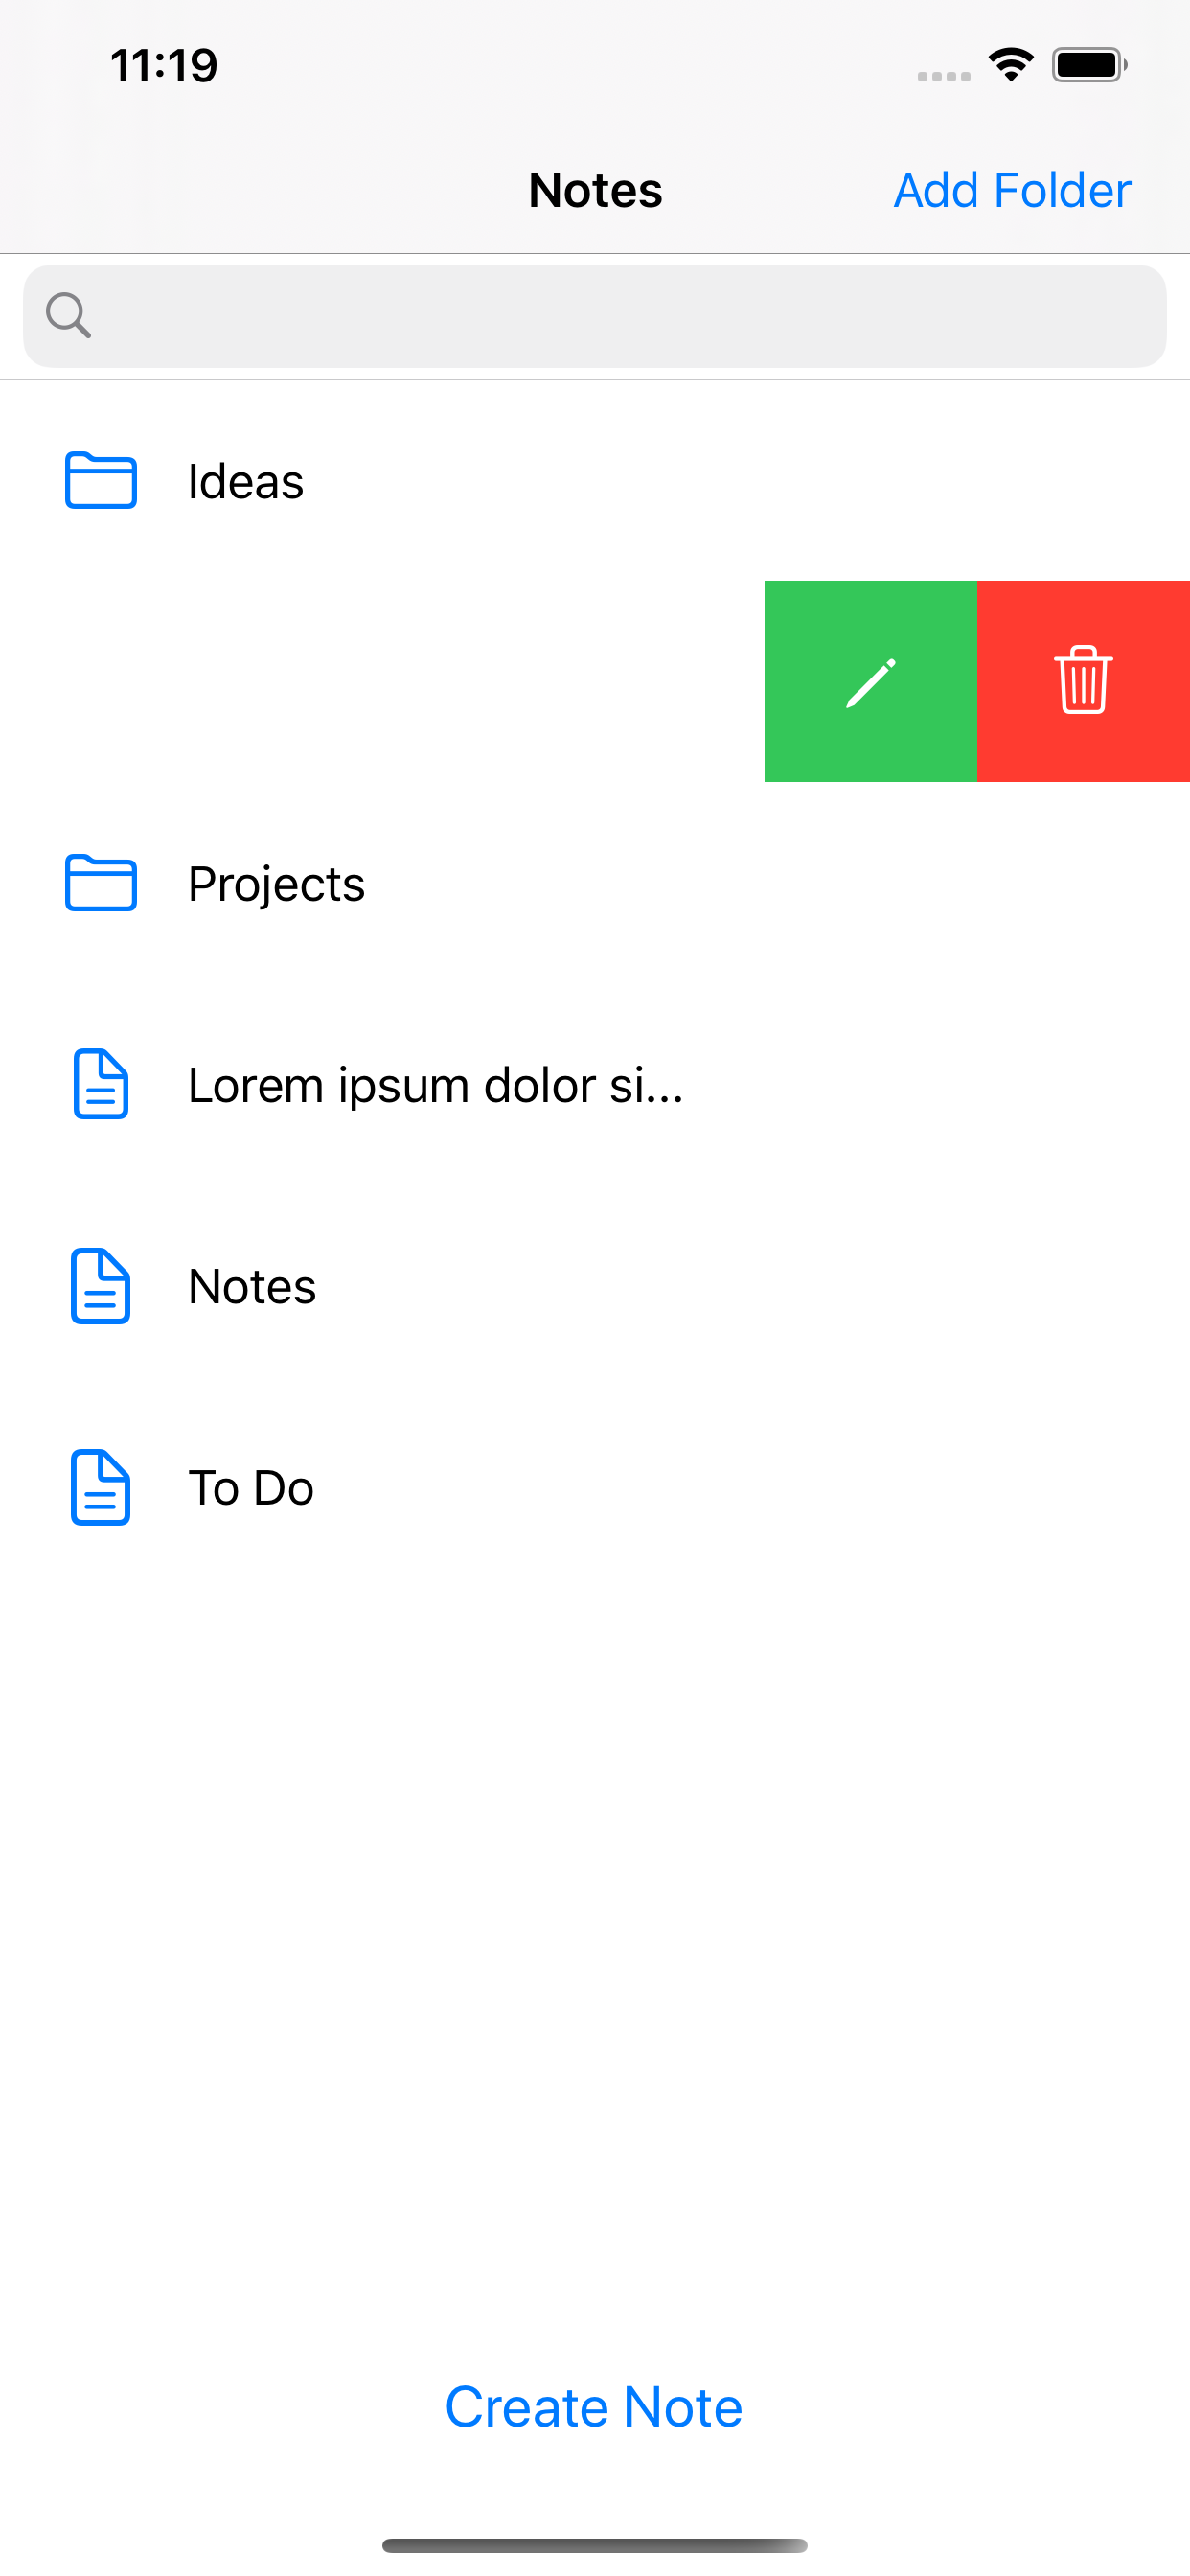 11:19
Notes
Add Folder
Ideas
Projects
Lorem ipsum dolor si...
Notes
To Do
Create Note